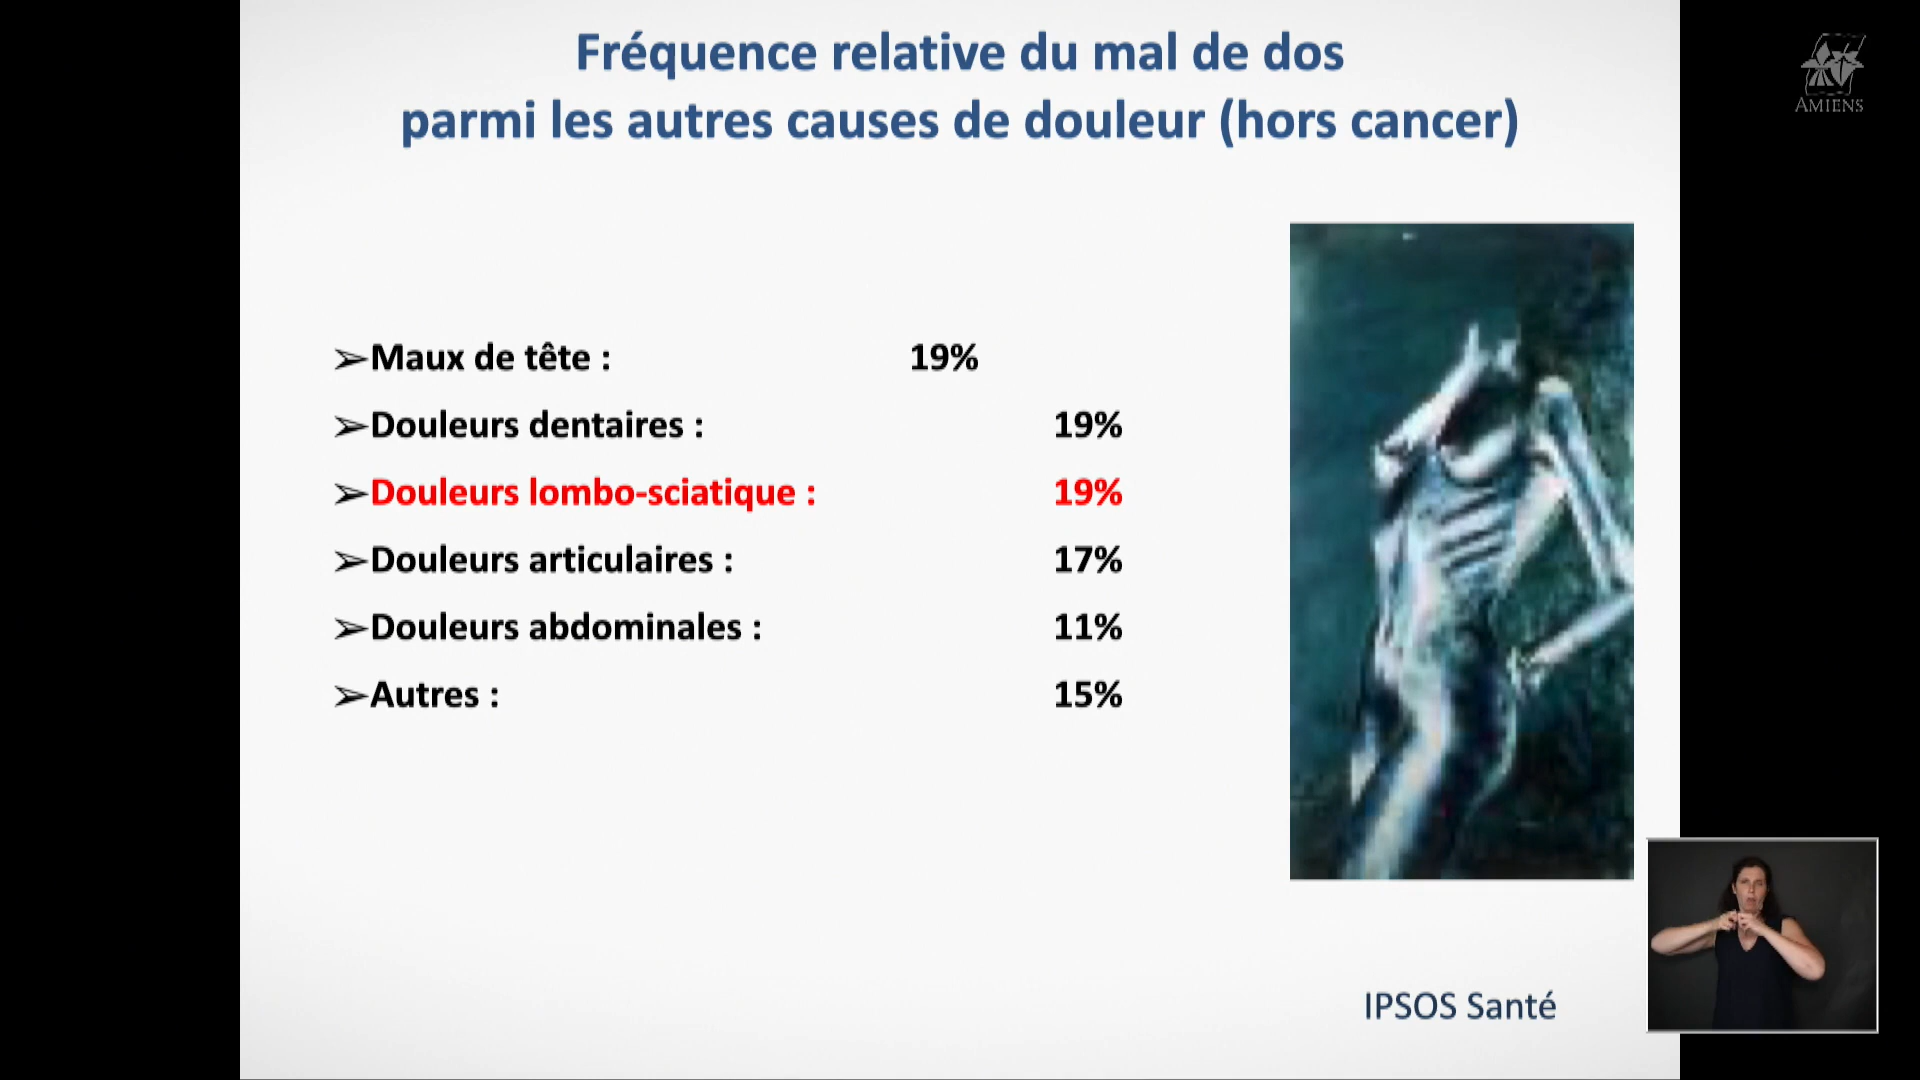 Fréquence relative du mal de dos
parmi les autres causes de douleur (hors cancer)
AMIENS
➢Maux de tête : 19%
➢Douleurs dentaires : 19%
➢Douleurs lombo-sciatique : 19%
➢Douleurs articulaires : 17%
➢Douleurs abdominales : 11%
➢Autres : 15%
IPSOS Santé